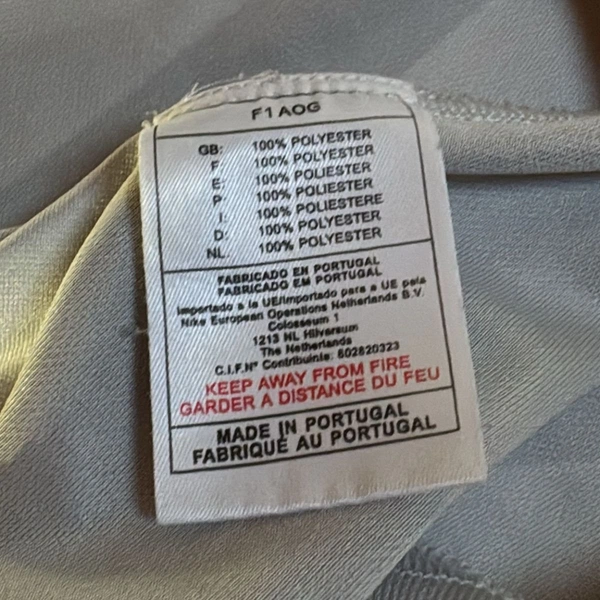 F1 AOG
GB: 100% POLYESTER
F: 100% POLYESTER
E: 100% POLIESTER
P: 100% POLIESTER
I: 100% POLIESTERE
D: 100% POLYESTER
NL: 100% POLYESTER
FABRICADO EN PORTUGAL
FABRICADO EM PORTUGAL
Importado a la UE/Importado para a UE pela
Nike European Operations Netherlands B.V.
Colosseum 1
1213 NL Hilversum
The Netherlands
C.I.F.Nº Contribuinte: 802820323
KEEP AWAY FROM FIRE
GARDER A DISTANCE DU FEU
MADE IN PORTUGAL
FABRIQUÉ AU PORTUGAL